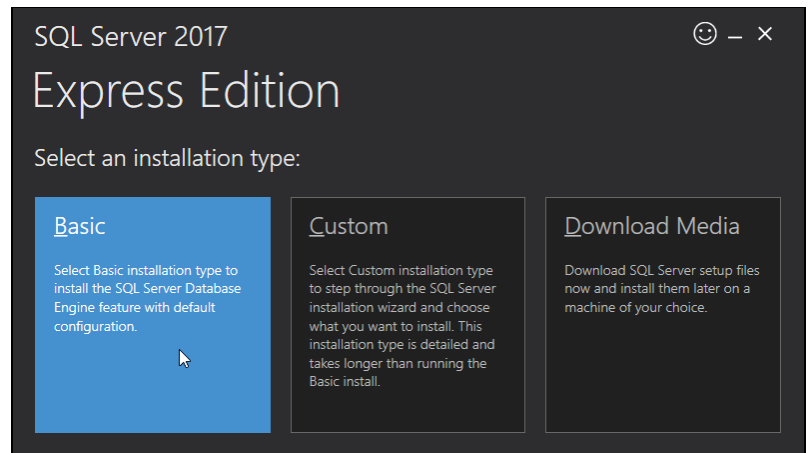 SQL Server 2017
Express Edition
Select an installation type:
Basic
Select Basic installation type to
install the SQL Server Database
Engine feature with default
configuration.
Custom
Select Custom installation type
to step through the SQL Server
installation wizard and choose
what you want to install. This
installation type is detailed and
takes longer than running the
Basic install.
Download Media
Download SQL Server setup files
now and install them later on a
machine of your choice.